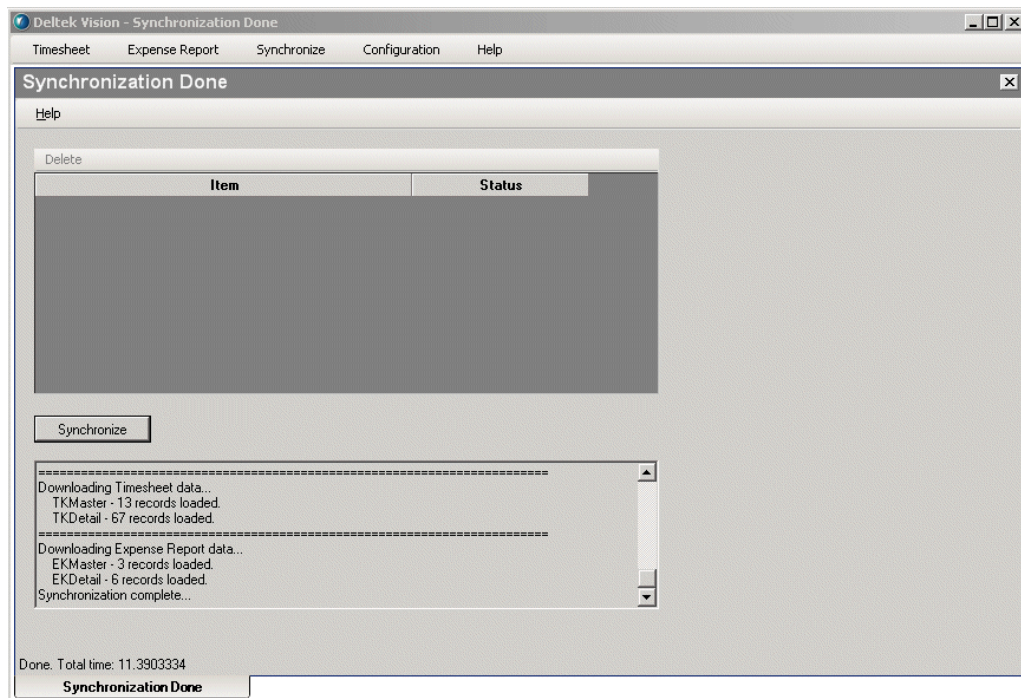 Deltek Vision - Synchronization Done
Timesheet Expense Report Synchronize Configuration Help
Synchronization Done
Help
Delete
Item Status
Synchronize
========================================================================
Downloading Timesheet data...
TKMaster - 13 records loaded.
TKDetail - 67 records loaded.
========================================================================
Downloading Expense Report data...
EKMaster - 3 records loaded.
EKDetail - 6 records loaded.
Synchronization complete...
Done. Total time: 11.3903334
Synchronization Done